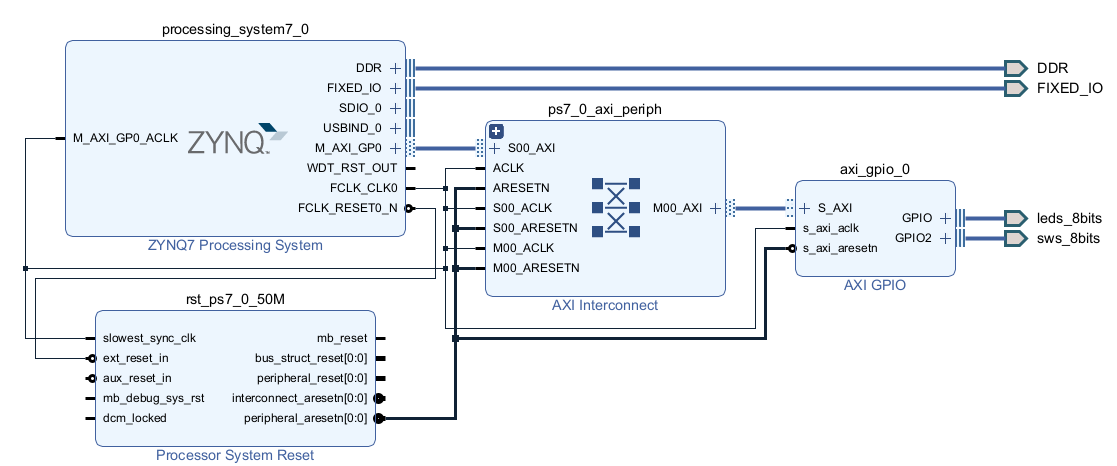 processing_system7_0
DDR
FIXED_IO
SDIO_0
USBIND_0
M_AXI_GP0_ACLK
ZYNQ™
M_AXI_GP0
WDT_RST_OUT
FCLK_CLK0
FCLK_RESET0_N
ZYNQ7 Processing System
DDR
FIXED_IO
ps7_0_axi_periph
S00_AXI
ACLK
ARESETN
S00_ACLK
S00_ARESETN
M00_ACLK
M00_ARESETN
M00_AXI
AXI Interconnect
axi_gpio_0
S_AXI
s_axi_aclk
s_axi_aresetn
GPIO
GPIO2
AXI GPIO
leds_8bits
sws_8bits
rst_ps7_0_50M
slowest_sync_clk
ext_reset_in
aux_reset_in
mb_debug_sys_rst
dcm_locked
mb_reset
bus_struct_reset[0:0]
peripheral_reset[0:0]
interconnect_aresetn[0:0]
peripheral_aresetn[0:0]
Processor System Reset